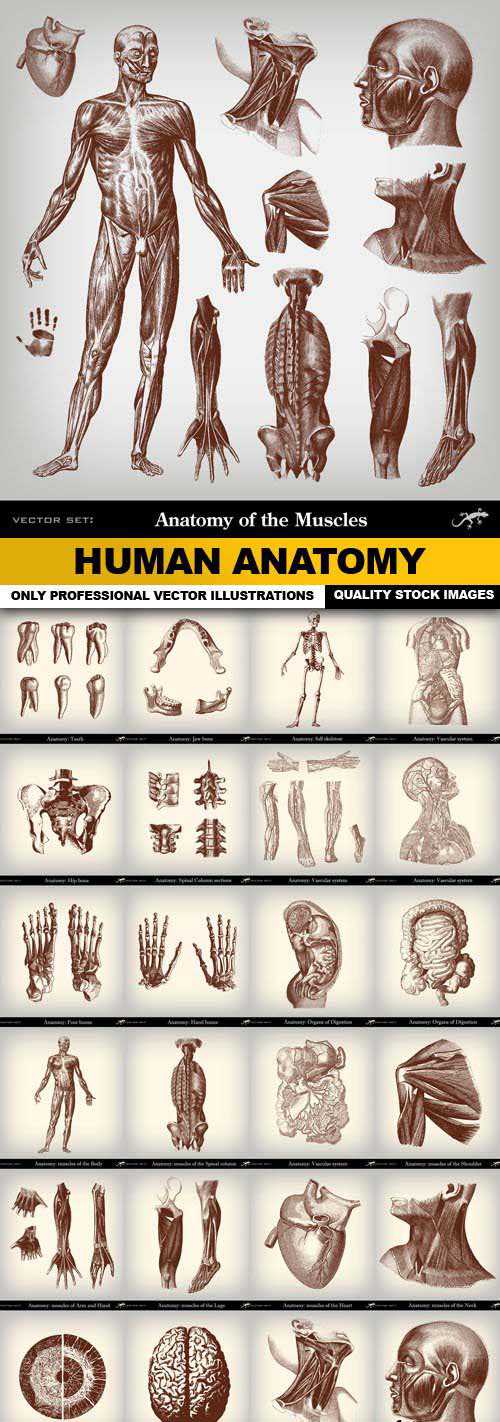 VECTOR SET:
Anatomy of the Muscles
HUMAN ANATOMY
ONLY PROFESSIONAL VECTOR ILLUSTRATIONS
QUALITY STOCK IMAGES
Anatomy: Teeth
Anatomy: Jaw bone
Anatomy: full skeleton
Anatomy: Vascular system
Anatomy: Hip bone
Anatomy: Spinal Column sections
Anatomy: Vascular system
Anatomy: Vascular system
Anatomy: Foot bones
Anatomy: Hand bones
Anatomy: Organs of Digestion
Anatomy: Organs of Digestion
Anatomy: muscles of the Body
Anatomy: muscles of the Spinal column
Anatomy: Vascular system
Anatomy: muscles of the Shoulder
Anatomy: muscles of Arm and Hand
Anatomy: muscles of the Legs
Anatomy: muscles of the Heart
Anatomy: muscles of the Neck